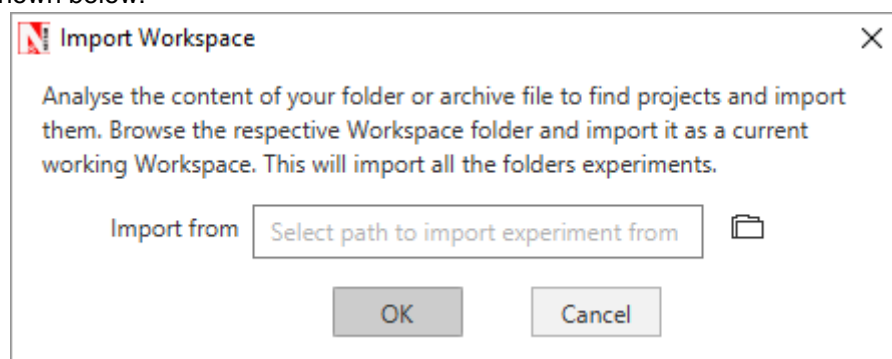 Import Workspace
Analyse the content of your folder or archive file to find projects and import
them. Browse the respective Workspace folder and import it as a current
working Workspace. This will import all the folders experiments.
Import from Select path to import experiment from
OK Cancel